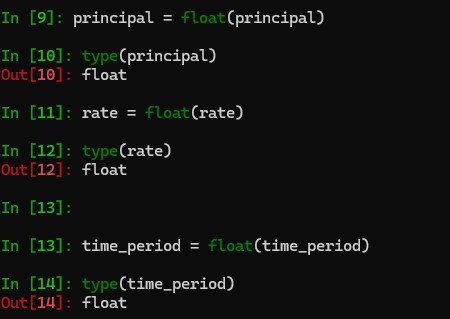 In [9]: principal = float(principal)
In [10]: type(principal)
Out[10]: float
In [11]: rate = float(rate)
In [12]: type(rate)
Out[12]: float
In [13]:
In [13]: time_period = float(time_period)
In [14]: type(time_period)
Out[14]: float